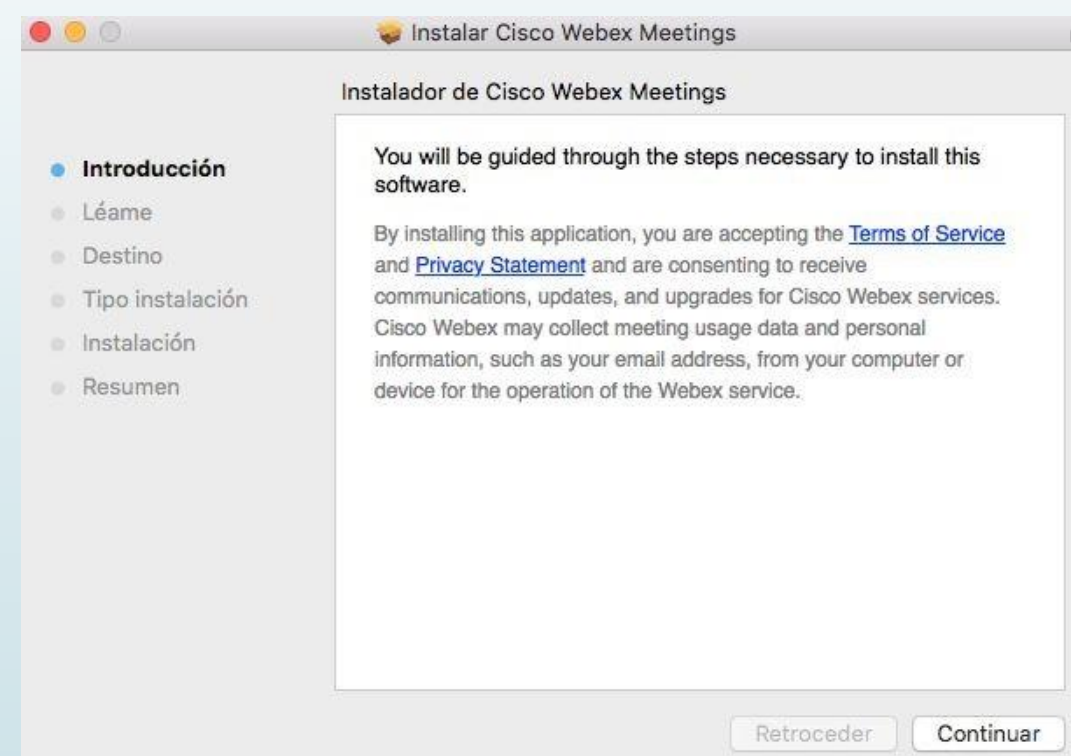 Instalar Cisco Webex Meetings
Instalador de Cisco Webex Meetings
Introducción
Léame
Destino
Tipo instalación
Instalación
Resumen
You will be guided through the steps necessary to install this
software.
By installing this application, you are accepting the Terms of Service
and Privacy Statement and are consenting to receive
communications, updates, and upgrades for Cisco Webex services.
Cisco Webex may collect meeting usage data and personal
information, such as your email address, from your computer or
device for the operation of the Webex service.
Retroceder
Continuar